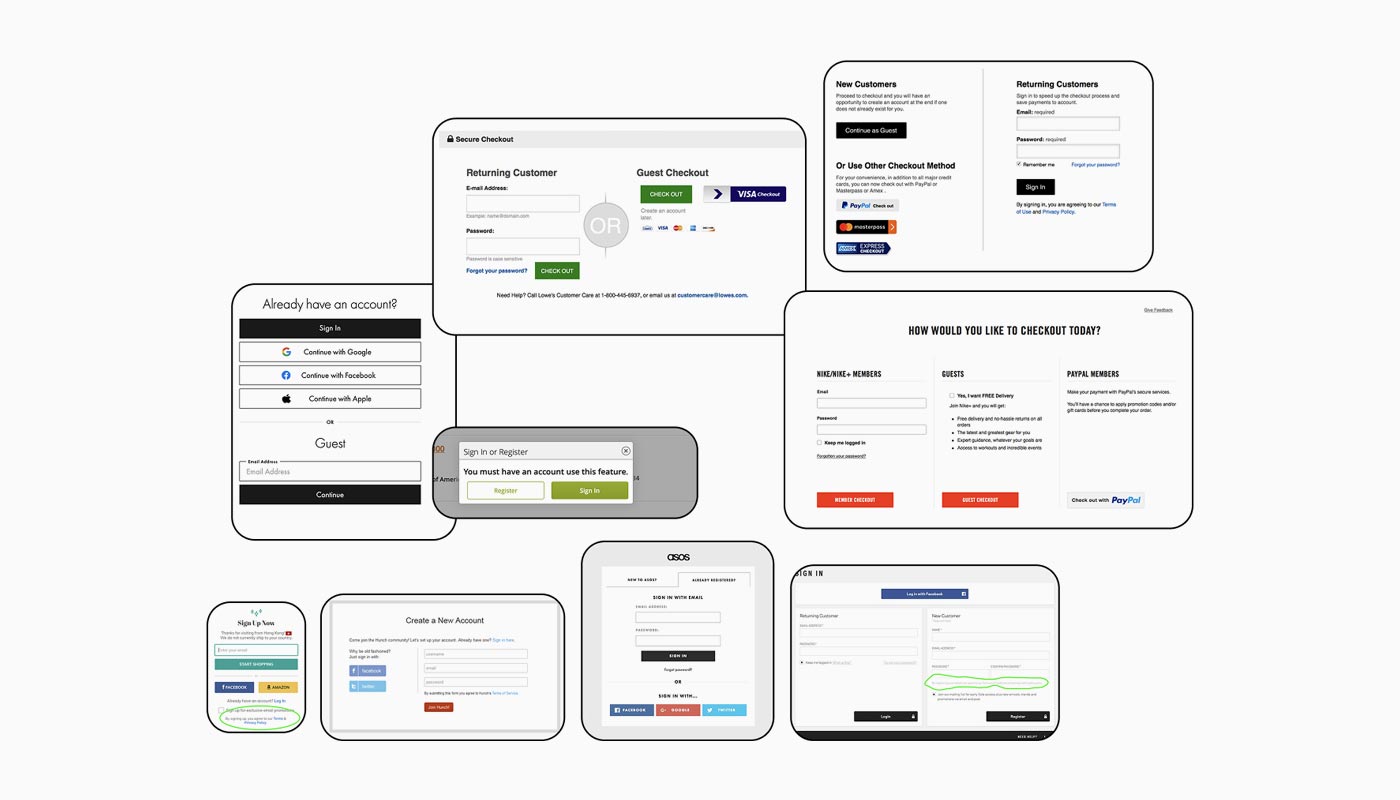 New Customers
Proceed to checkout and you will have an
opportunity to create an account at the end if one
does not already exist for you.
Continue as Guest
Or Use Other Checkout Method
For your convenience, in addition to all major credit
cards, you can now check out with PayPal or
Masterpass or Amex .
PayPal Check out
masterpass
EXPRESS
CHECKOUT
Returning Customers
Sign in to speed up the checkout process and
save payments to account.
Email: required
Password: required
Remember me Forgot your password?
Sign In
By signing in, you are agreeing to our Terms
of Use and Privacy Policy.
Secure Checkout
Returning Customer
E-mail Address:
Example: name@domain.com
Password:
Password is case sensitive
Forgot your password? CHECK OUT
OR
Guest Checkout
CHECK OUT VISA Checkout
Create an account
later.
VISA
Need Help? Call Lowe's Customer Care at 1-800-445-6937, or email us at customercare@lowes.com.
Already have an account?
Sign In
Continue with Google
Continue with Facebook
Continue with Apple
OR
Guest
Email Address
Email Address
Continue
Give Feedback
HOW WOULD YOU LIKE TO CHECKOUT TODAY?
NIKE/NIKE+ MEMBERS
Email
Password
Keep me logged in
Forgotten your password?
MEMBER CHECKOUT
GUESTS
Yes, I want FREE Delivery
Join Nike+ and you will get:
Free delivery and no-hassle returns on all
orders
The latest and greatest gear for you
Expert guidance, whatever your goals are
Access to workouts and incredible events
GUEST CHECKOUT
PAYPAL MEMBERS
Make your payment with PayPal's secure services.
You'll have a chance to apply promotion codes and/or
gift cards before you complete your order.
Check out with PayPal
of Americ
Sign In or Register
You must have an account use this feature.
Register Sign In
Sign Up Now
Thanks for visiting from Hong Kong!
We do not currently ship to your country.
Enter your email
START SHOPPING
FACEBOOK AMAZON
Already have an account? Log In
Sign up for exclusive email promotions
By signing up you agree to our Terms &
Privacy Policy
Create a New Account
Come join the Hunch community! Let's set up your account. Already have one? Sign in here.
Why be old fashioned?
Just sign in with:
facebook
twitter
username
email
password
By submitting this form you agree to Hunch's Terms of Service
Join Hunch!
asos
NEW TO ASOS? ALREADY REGISTERED?
SIGN IN WITH EMAIL
EMAIL ADDRESS:
PASSWORD:
SIGN IN
Forgot password?
OR
SIGN IN WITH...
FACEBOOK GOOGLE TWITTER
SIGN IN
Log in with Facebook
Returning Customer
EMAIL ADDRESS*
PASSWORD*
Keep me logged in
Login
New Customer
NAME*
EMAIL ADDRESS*
PASSWORD* CONFIRM PASSWORD*
Register
NEED HELP?